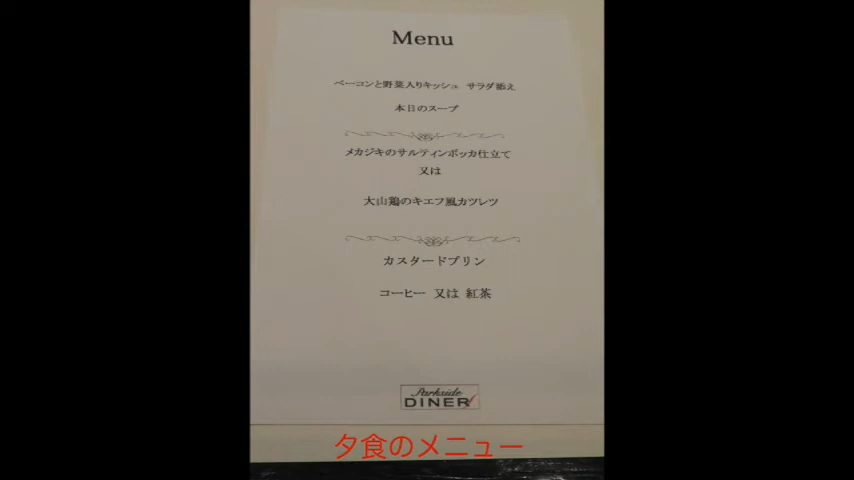 Menu
ベーコンと野菜入りキッシュ サラダ添え
本日のスープ
メカジキのサルティンボッカ仕立て
又は
大山鶏のキエフ風カツレツ
カスタードプリン
コーヒー 又は 紅茶
Parkside
DINER
夕食のメニュー